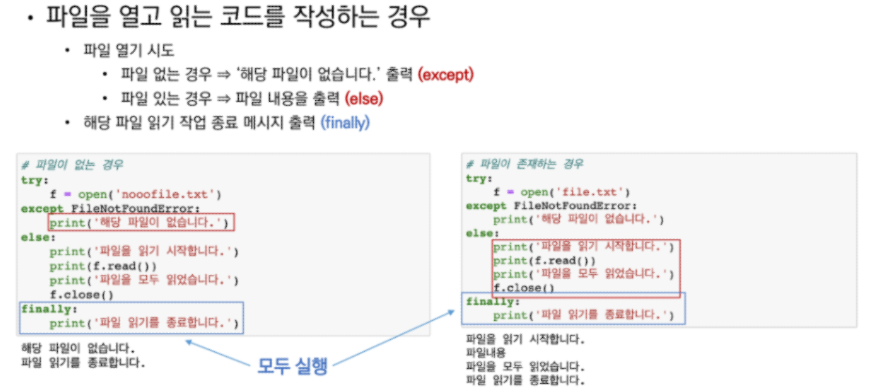 • 파일을 열고 읽는 코드를 작성하는 경우
• 파일 열기 시도
• 파일 없는 경우 ⇒ ‘해당 파일이 없습니다.’ 출력 (except)
• 파일 있는 경우 ⇒ 파일 내용을 출력 (else)
• 해당 파일 읽기 작업 종료 메시지 출력 (finally)
# 파일이 없는 경우
try:
    f = open('nooofile.txt')
except FileNotFoundError:
    print('해당 파일이 없습니다.')
else:
    print('파일을 읽기 시작합니다.')
    print(f.read())
    print('파일을 모두 읽었습니다.')
    f.close()
finally:
    print('파일 읽기를 종료합니다.')
해당 파일이 없습니다.
파일 읽기를 종료합니다.
모두 실행
# 파일이 존재하는 경우
try:
    f = open('file.txt')
except FileNotFoundError:
    print('해당 파일이 없습니다.')
else:
    print('파일을 읽기 시작합니다.')
    print(f.read())
    print('파일을 모두 읽었습니다.')
    f.close()
finally:
    print('파일 읽기를 종료합니다.')
파일을 읽기 시작합니다.
파일내용
파일을 모두 읽었습니다.
파일 읽기를 종료합니다.